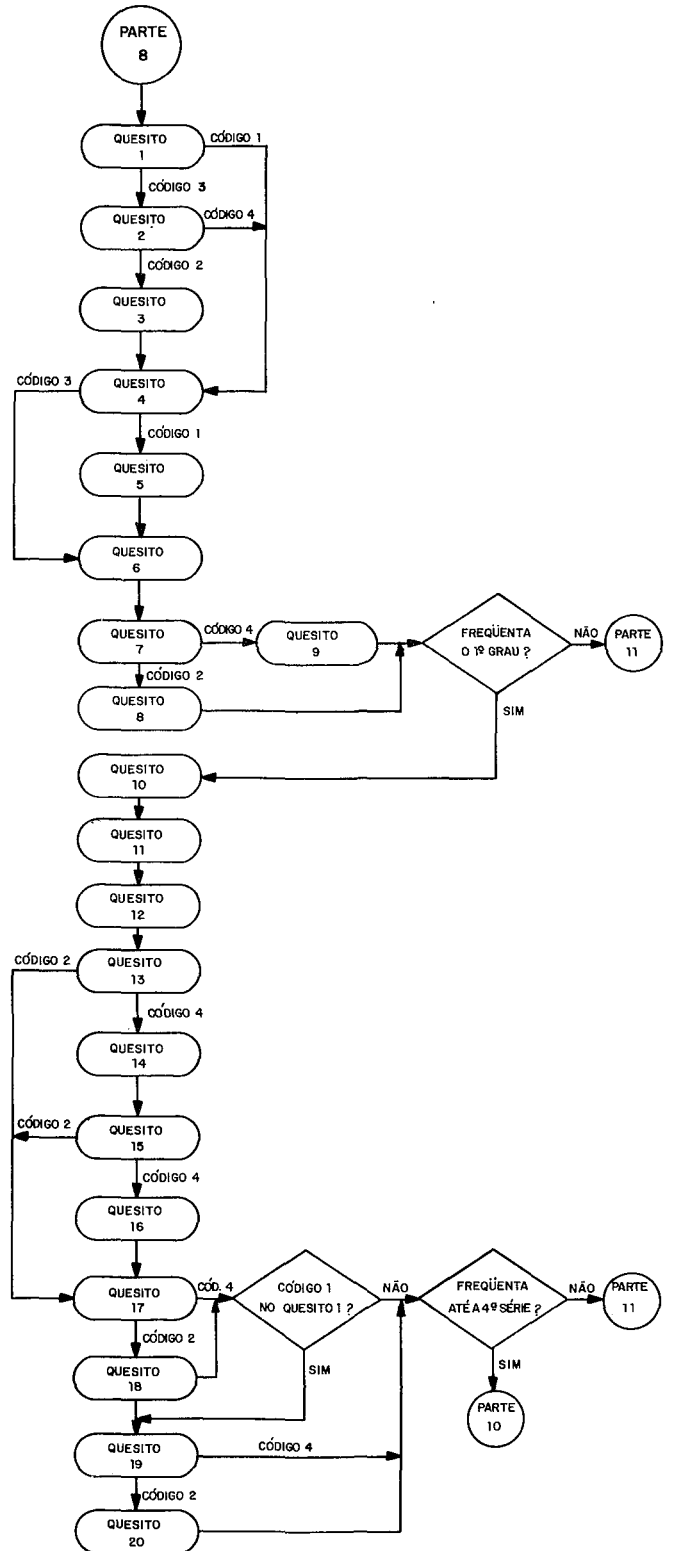 PARTE
8
QUESITO
1
CÓDIGO 1
CÓDIGO 3
QUESITO
2
CÓDIGO 4
CÓDIGO 2
QUESITO
3
CÓDIGO 3
QUESITO
4
CÓDIGO 1
QUESITO
5
QUESITO
6
QUESITO
7
CÓDIGO 4
QUESITO
9
FREQÜENTA
O 1º GRAU ?
NÃO
PARTE
11
CÓDIGO 2
QUESITO
8
SIM
QUESITO
10
QUESITO
11
QUESITO
12
CÓDIGO 2
QUESITO
13
CÓDIGO 4
QUESITO
14
CÓDIGO 2
QUESITO
15
CÓDIGO 4
QUESITO
16
QUESITO
17
CÓD. 4
CÓDIGO 1
NO QUESITO 1 ?
NÃO
FREQÜENTA
ATÉ A 4ª SÉRIE ?
NÃO
PARTE
11
CÓDIGO 2
QUESITO
18
SIM
SIM
PARTE
10
QUESITO
19
CÓDIGO 4
CÓDIGO 2
QUESITO
20